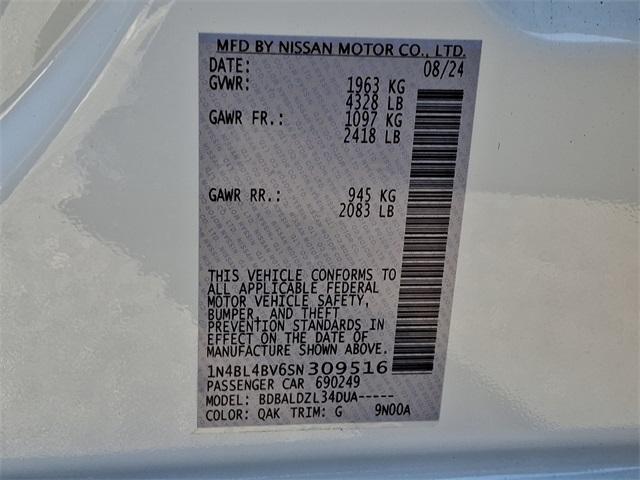 MFD BY NISSAN MOTOR CO., LTD.
DATE: 08/24
GVWR: 1963 KG
4328 LB
GAWR FR.: 1097 KG
2418 LB
GAWR RR.: 945 KG
2083 LB
THIS VEHICLE CONFORMS TO
ALL APPLICABLE FEDERAL
MOTOR VEHICLE SAFETY,
BUMPER, AND THEFT
PREVENTION STANDARDS IN
EFFECT ON THE DATE OF
MANUFACTURE SHOWN ABOVE.
1N4BL4BV6SN309516
PASSENGER CAR 690249
MODEL: BDBALDZL34DUA-----
COLOR: QAK TRIM: G 9N00A